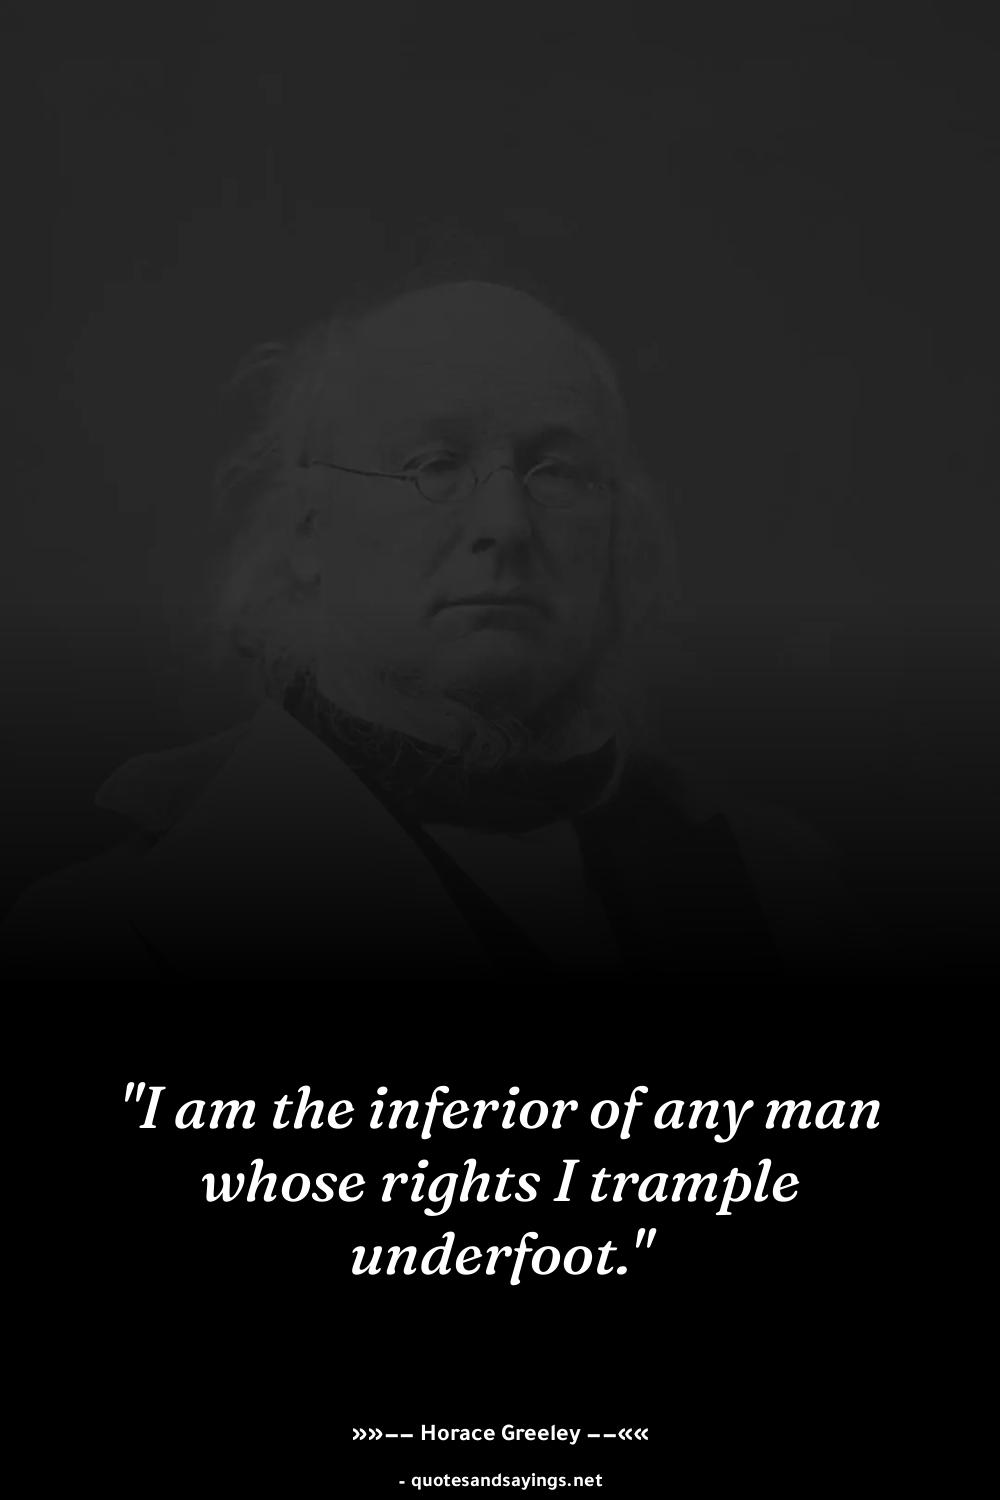 "I am the inferior of any man
whose rights I trample
underfoot."
»»−− Horace Greeley −−««
- quotesandsayings.net